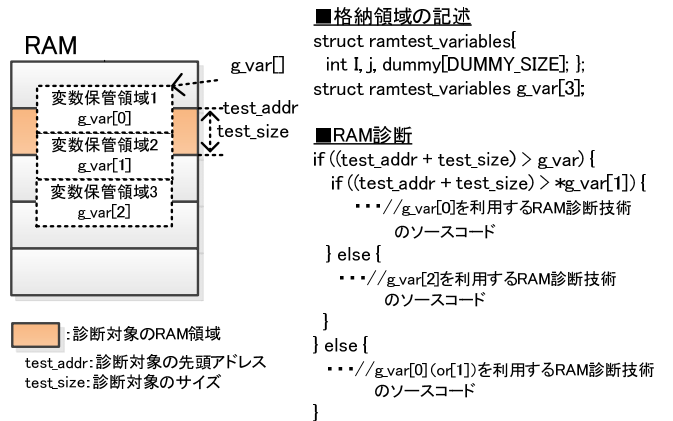 RAM
g_var[]
変数保管領域1
g_var[0]
test_addr
test_size
変数保管領域2
g_var[1]
変数保管領域3
g_var[2]
:診断対象のRAM領域
test_addr:診断対象の先頭アドレス
test_size:診断対象のサイズ
■格納領域の記述
struct ramtest_variables{
int I, j, dummy[DUMMY_SIZE]; };
struct ramtest_variables g_var[3];
■RAM診断
if ((test_addr + test_size) > g_var) {
if ((test_addr + test_size) > *g_var[1]) {
・・・//g_var[0]を利用するRAM診断技術
のソースコード
} else {
・・・//g_var[2]を利用するRAM診断技術
のソースコード
}
} else {
・・・//g_var[0](or[1])を利用するRAM診断技術
のソースコード
}